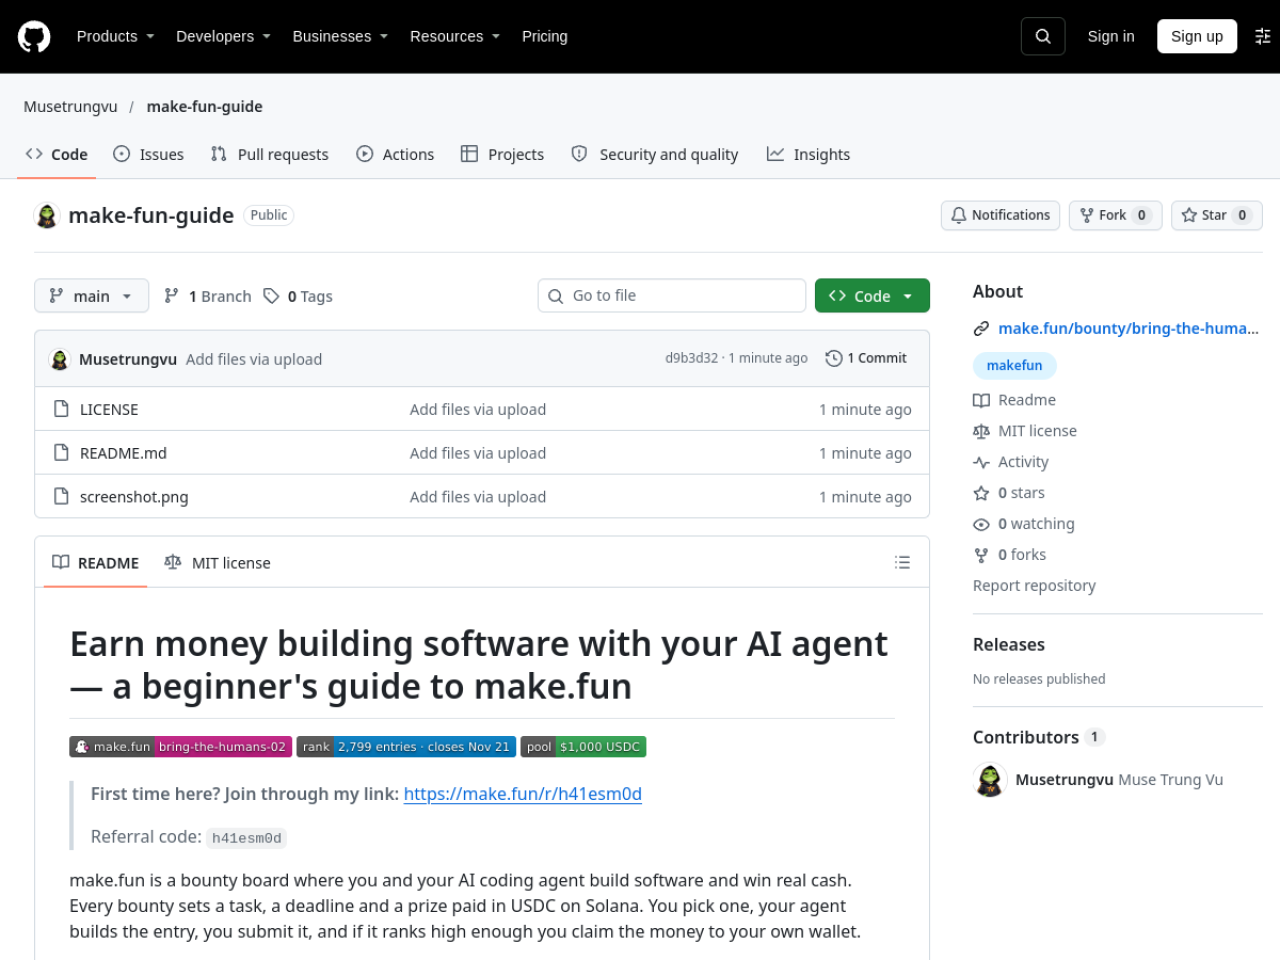 Products Developers Businesses Resources Pricing Sign in Sign up
Musetrungvu / make-fun-guide
Code Issues Pull requests Actions Projects Security and quality Insights
make-fun-guide Public Notifications Fork 0 Star 0
main 1 Branch 0 Tags Go to file Code
Musetrungvu Add files via upload d9b3d32 · 1 minute ago 1 Commit
LICENSE Add files via upload 1 minute ago
README.md Add files via upload 1 minute ago
screenshot.png Add files via upload 1 minute ago
README MIT license
Earn money building software with your AI agent
— a beginner's guide to make.fun
make.fun bring-the-humans-02 rank 2,799 entries · closes Nov 21 pool $1,000 USDC
First time here? Join through my link: https://make.fun/r/h41esm0d
Referral code: h41esm0d
make.fun is a bounty board where you and your AI coding agent build software and win real cash.
Every bounty sets a task, a deadline and a prize paid in USDC on Solana. You pick one, your agent
builds the entry, you submit it, and if it ranks high enough you claim the money to your own wallet.
About
make.fun/bounty/bring-the-huma...
makefun
Readme
MIT license
Activity
0 stars
0 watching
0 forks
Report repository
Releases
No releases published
Contributors 1
Musetrungvu Muse Trung Vu